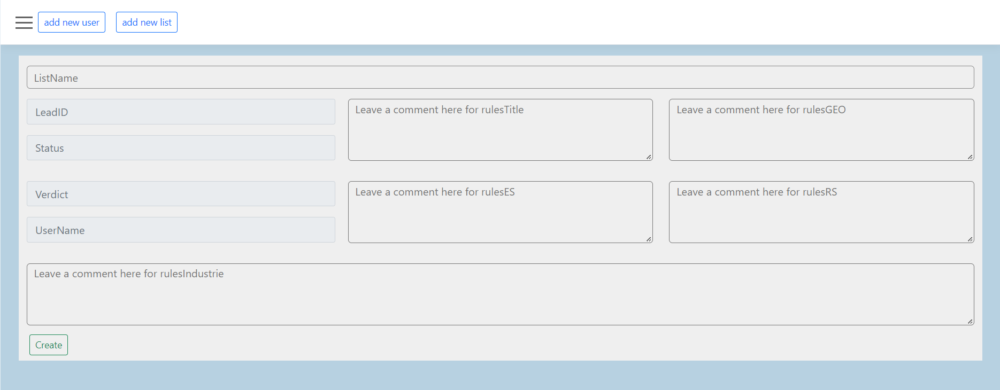 add new user
add new list
ListName
LeadID
Status
Leave a comment here for rulesTitle
Leave a comment here for rulesGEO
Verdict
UserName
Leave a comment here for rulesES
Leave a comment here for rulesRS
Leave a comment here for rulesIndustrie
Create